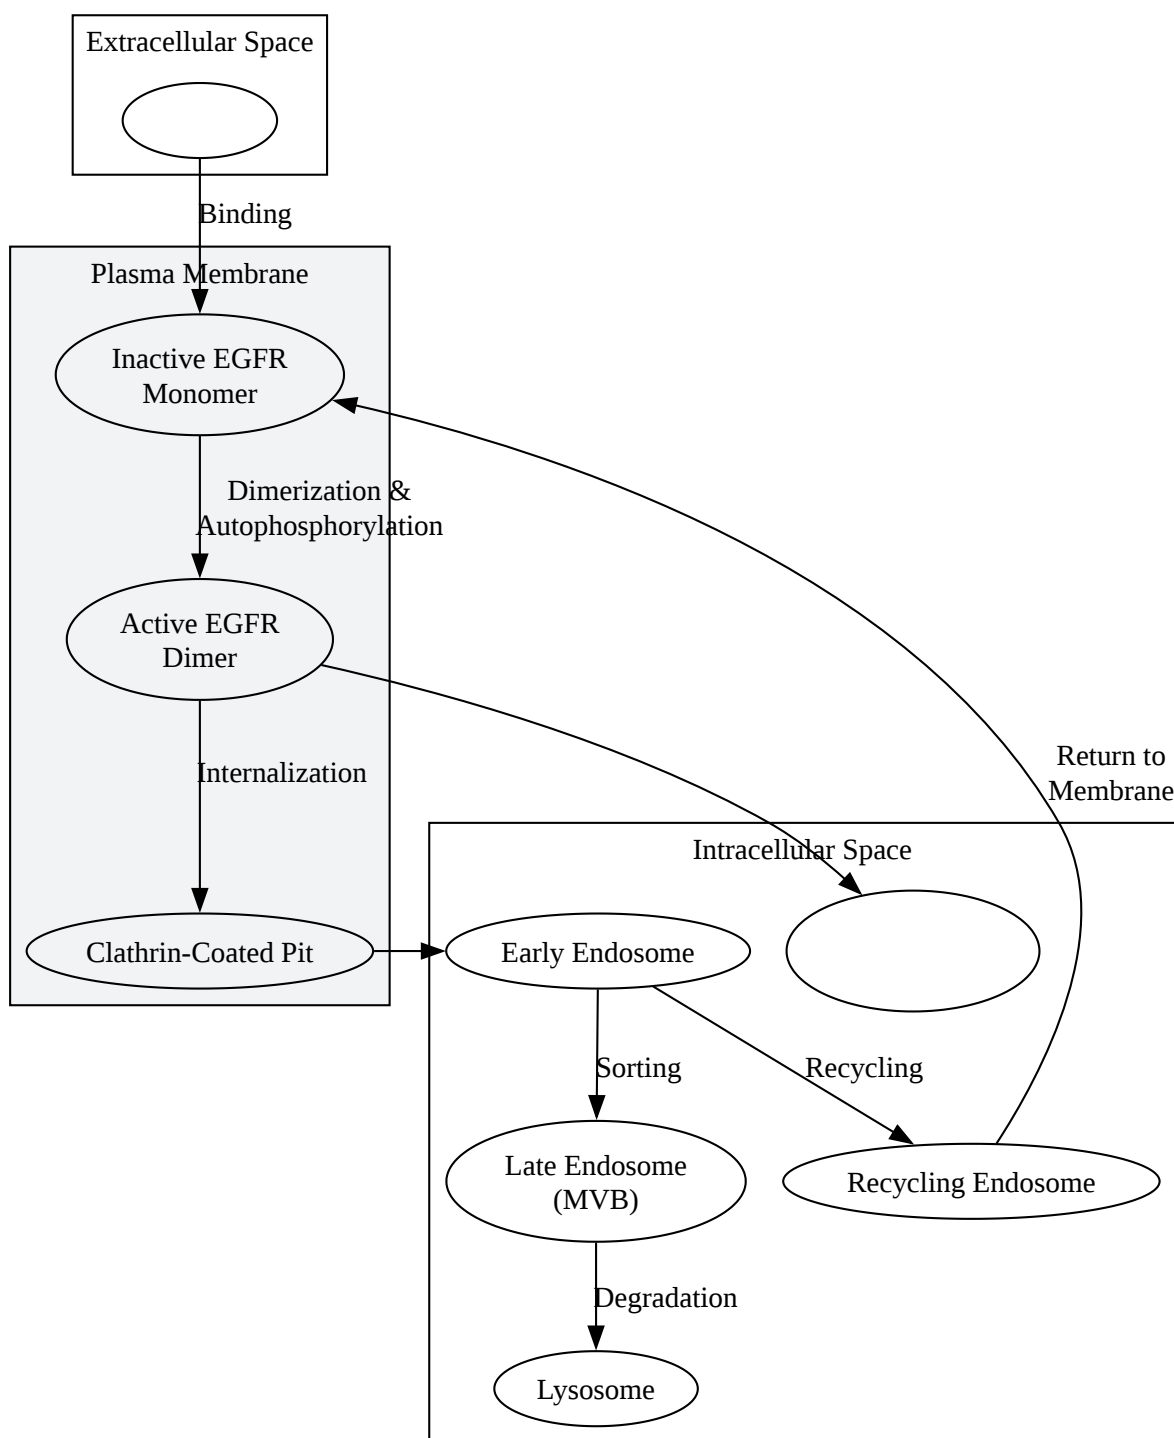 Extracellular Space
Binding
Plasma Membrane
Inactive EGFR
Monomer
Dimerization &
Autophosphorylation
Active EGFR
Dimer
Internalization
Return to
Membrane
Intracellular Space
Clathrin-Coated Pit
Early Endosome
Sorting
Recycling
Late Endosome
(MVB)
Recycling Endosome
Degradation
Lysosome